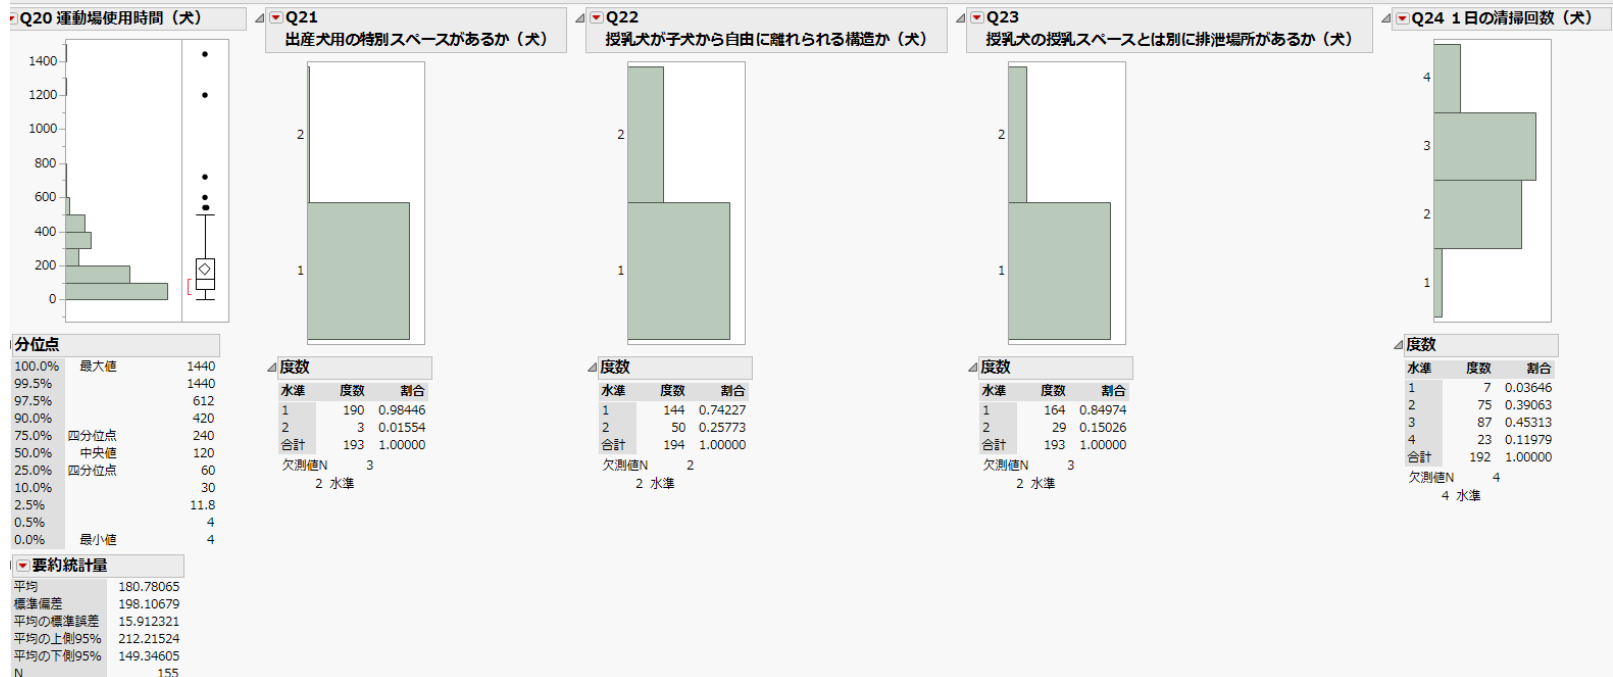 Q20 運動場使用時間（犬）
1400
1200
1000
800
600
400
200
0
分位点
100.0% 最大値 1440
99.5% 1440
97.5% 612
90.0% 420
75.0% 四分位点 240
50.0% 中央値 120
25.0% 四分位点 60
10.0% 30
2.5% 11.8
0.5% 4
0.0% 最小値 4
要約統計量
平均 180.78065
標準偏差 198.10679
平均の標準誤差 15.912321
平均の上側95% 212.21524
平均の下側95% 149.34605
N 155
Q21
出産犬用の特別スペースがあるか（犬）
2
1
度数
水準 度数 割合
1 190 0.98446
2 3 0.01554
合計 193 1.00000
欠測値N 3
2 水準
Q22
授乳犬が子犬から自由に離れられる構造か（犬）
2
1
度数
水準 度数 割合
1 144 0.74227
2 50 0.25773
合計 194 1.00000
欠測値N 2
2 水準
Q23
授乳犬の授乳スペースとは別に排泄場所があるか（犬）
2
1
度数
水準 度数 割合
1 164 0.84974
2 29 0.15026
合計 193 1.00000
欠測値N 3
2 水準
Q24 １日の清掃回数（犬）
4
3
2
1
度数
水準 度数 割合
1 7 0.03646
2 75 0.39063
3 87 0.45313
4 23 0.11979
合計 192 1.00000
欠測値N 4
4 水準